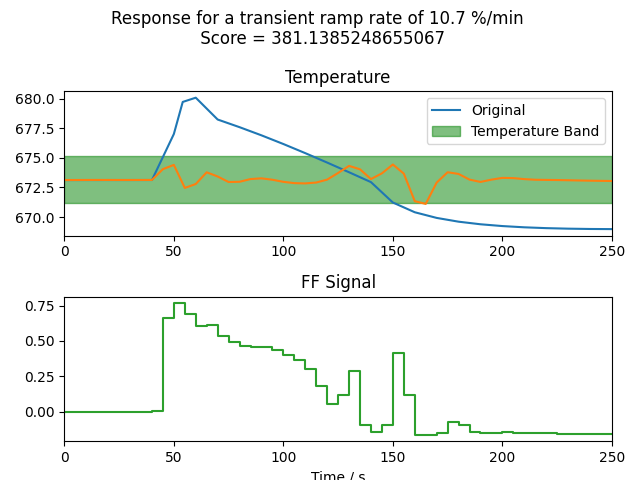 Response for a transient ramp rate of 10.7 %/min
Score = 381.1385248655067
Temperature
680.0
677.5
675.0
672.5
670.0
Original
Temperature Band
0 50 100 150 200 250
FF Signal
0.75
0.50
0.25
0.00
0 50 100 150 200 250
Time / s